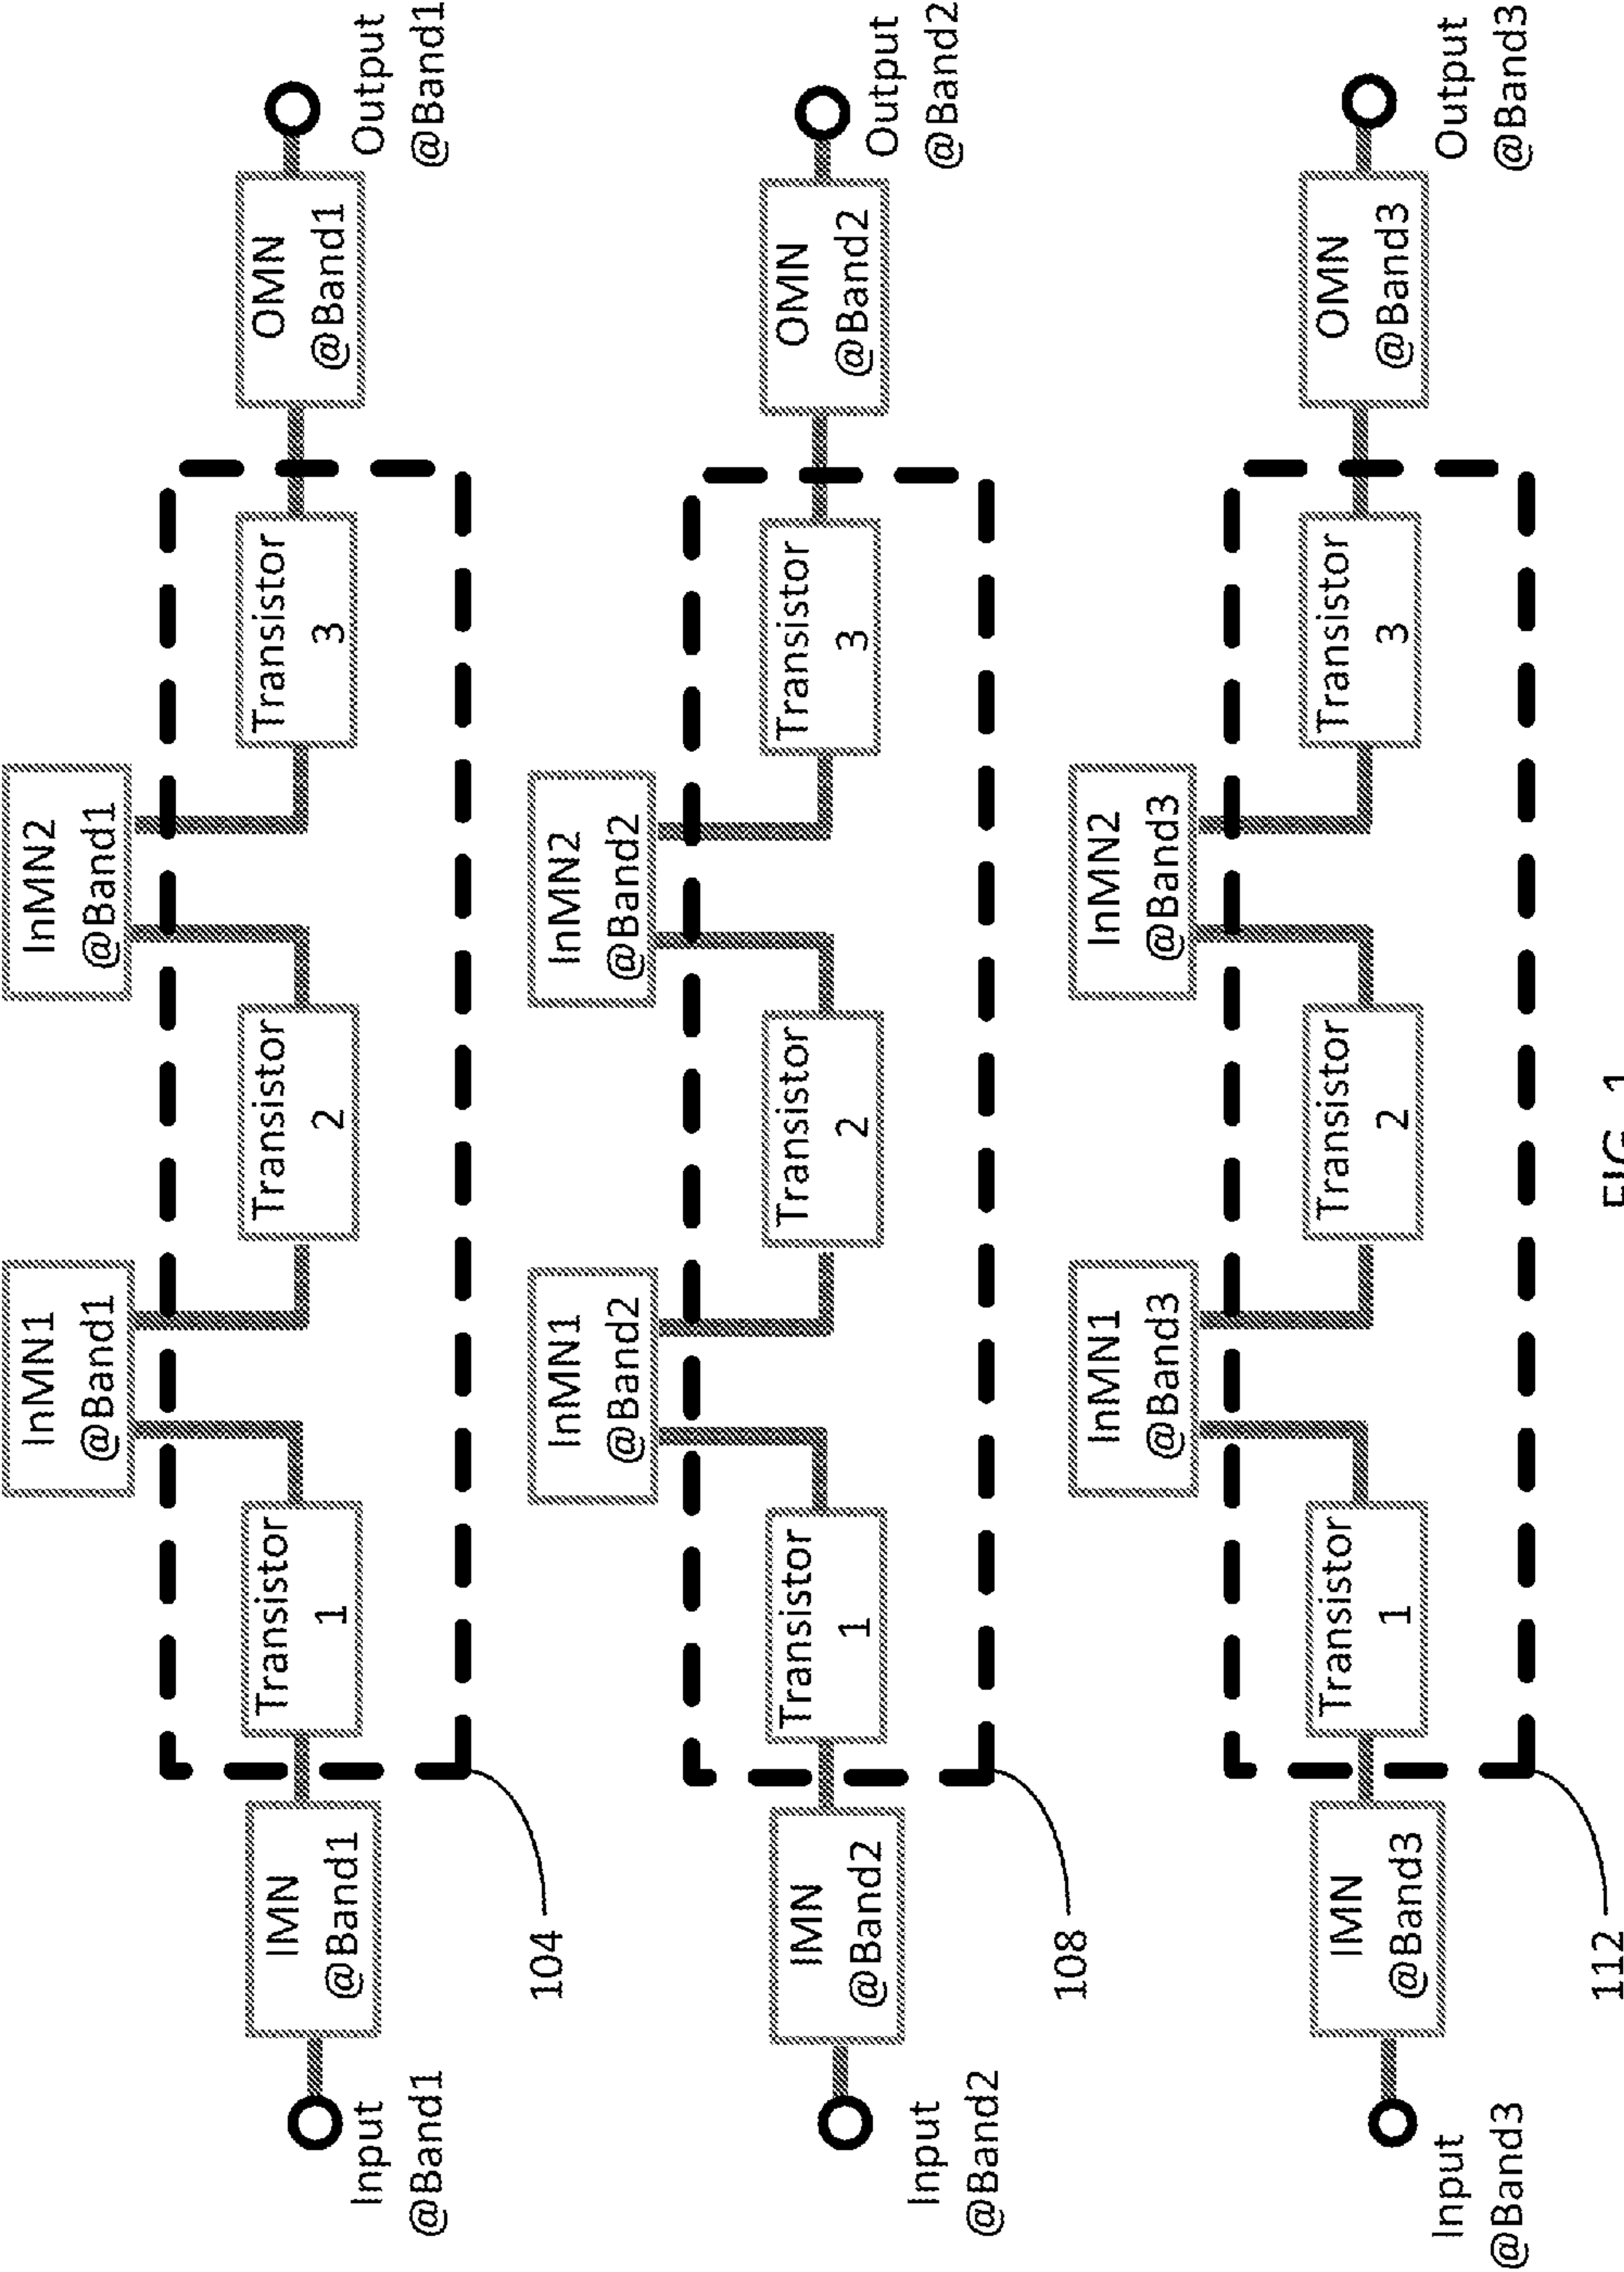 InMN1
@Band1
InMN2
@Band1
Input
@Band1
IMN
@Band1
Transistor
1
Transistor
2
Transistor
3
OMN
@Band1
Output
@Band1
104
InMN1
@Band2
InMN2
@Band2
Input
@Band2
IMN
@Band2
Transistor
1
Transistor
2
Transistor
3
OMN
@Band2
Output
@Band2
108
InMN1
@Band3
InMN2
@Band3
Input
@Band3
IMN
@Band3
Transistor
1
Transistor
2
Transistor
3
OMN
@Band3
Output
@Band3
112
FIG. 1